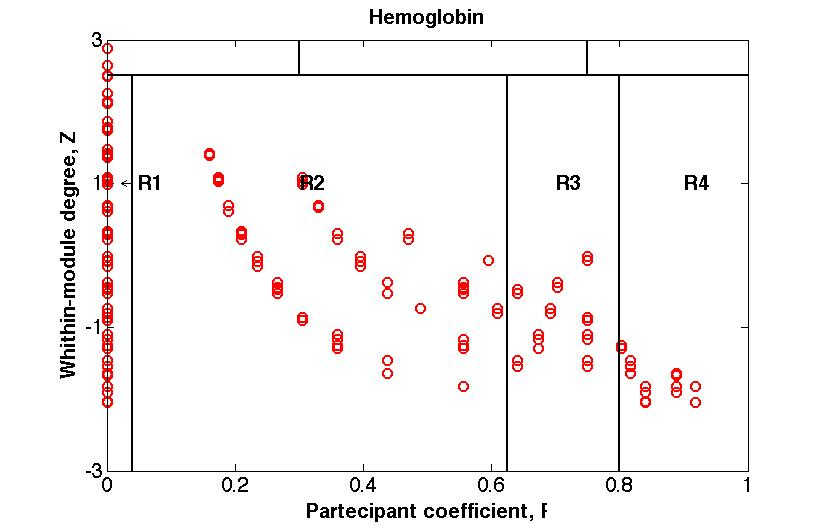 Hemoglobin
3
1
-1
-3
Whithin-module degree, Z
←R1
R2
R3
R4
0 0.2 0.4 0.6 0.8 1
Partecipant coefficient,